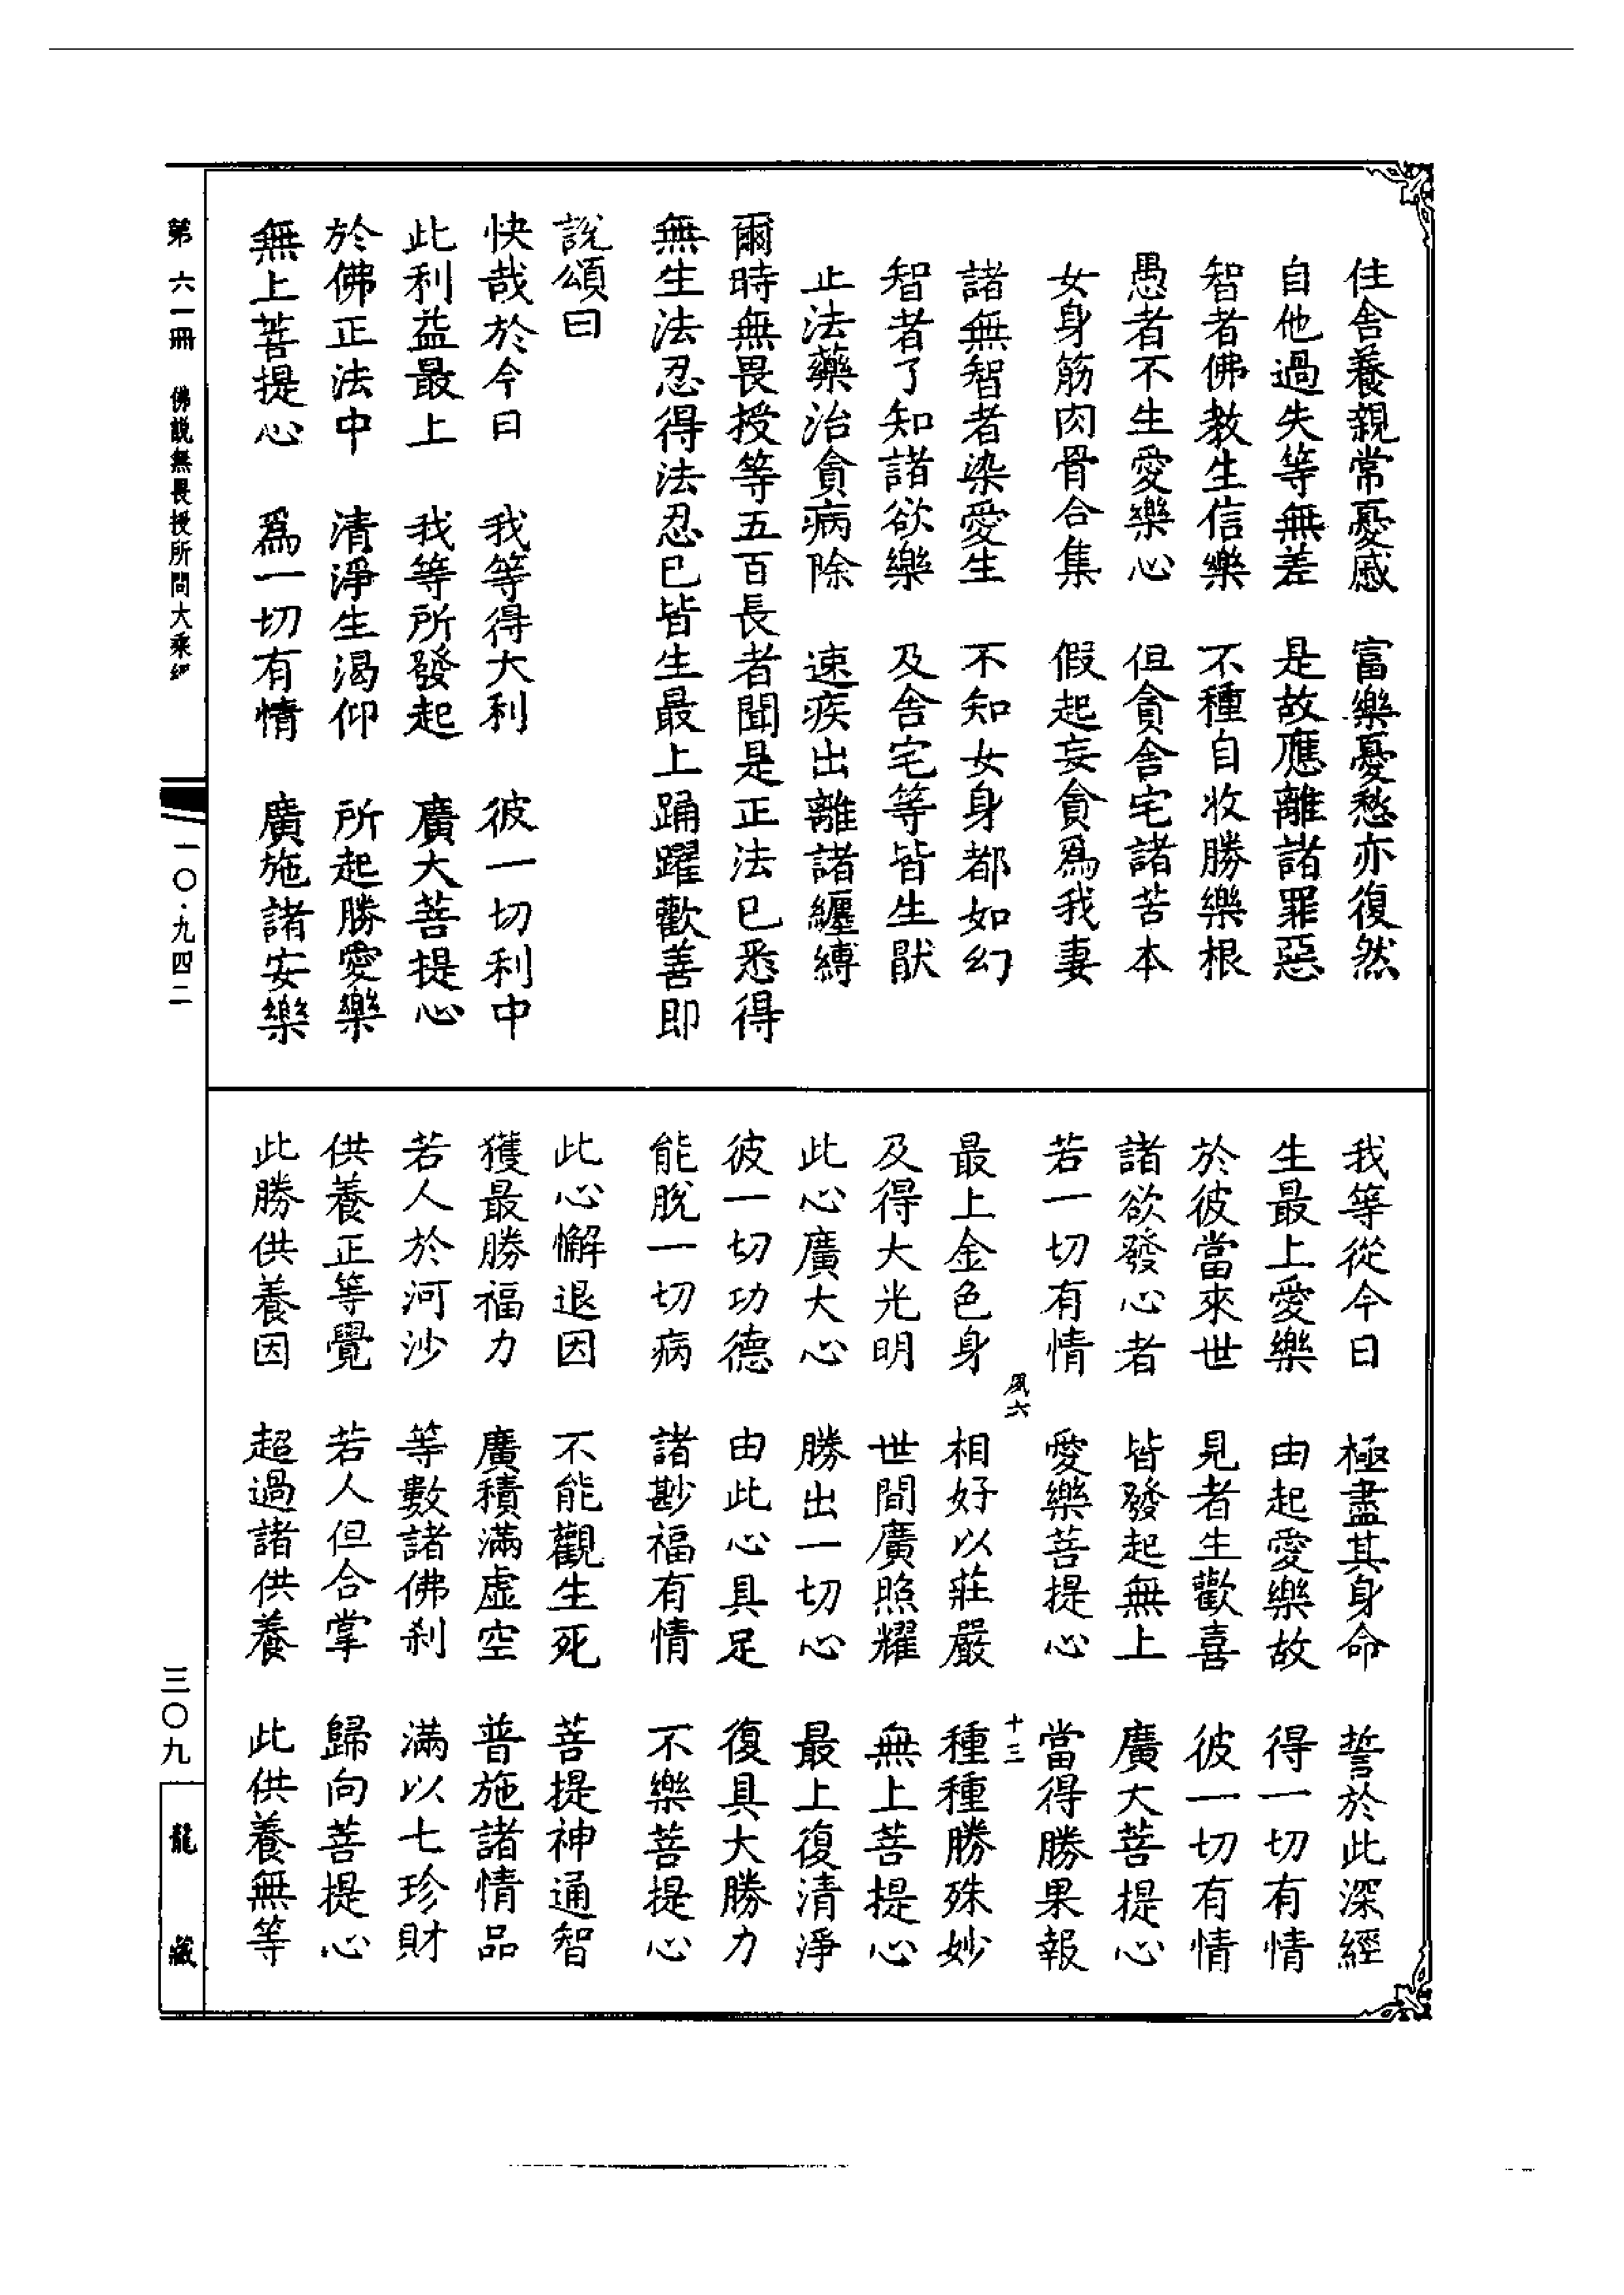 住舍養親常憂慼　富樂憂愁亦復然
自他過失等無差　是故應離諸罪惡
智者佛教生信樂　不種自收勝樂根
愚者不生愛樂心　但貪舍宅諸苦本
女身筋肉骨合集　假起妄貪爲我妻
諸無智者染愛生　不知女身都如幻
智者了知諸欲樂　及舍宅等皆生猒
止法藥治貪病除　速疾出離諸纏縛
爾時無畏授等五百長者聞是正法已悉得
無生法忍得法忍已皆生最上踊躍歡善即
說頌曰
快哉於今日　我等得大利　彼一切利中
此利益最上　我等所發起　廣大菩提心
於佛正法中　清淨生渴仰　所起勝愛樂
無上菩提心　爲一切有情　廣施諸安樂
我等從今日　極盡其身命　誓於此深經
生最上愛樂　由起愛樂故　得一切有情
於彼當來世　見者生歡喜　彼一切有情
諸欲發心者　皆發起無上　廣大菩提心
若一切有情　愛樂菩提心　當得勝果報
夙六　十三
最上金色身　相好以莊嚴　種種勝殊妙
及得大光明　世間廣照耀　無上菩提心
此心廣大心　勝出一切心　最上復清淨
彼一切功德　由此心具足　復具大勝力
能脫一切病　諸尠福有情　不樂菩提心
此心懈退因　不能觀生死　菩提神通智
獲最勝福力　廣積滿虛空　普施諸情品
若人於河沙　等數諸佛刹　滿以七珍財
供養正等覺　若人但合掌　歸向菩提心
此勝供養因　超過諸供養　此供養無等
第六一冊　佛說無畏授所問大乘經
一〇·九四二
三〇九
龍藏